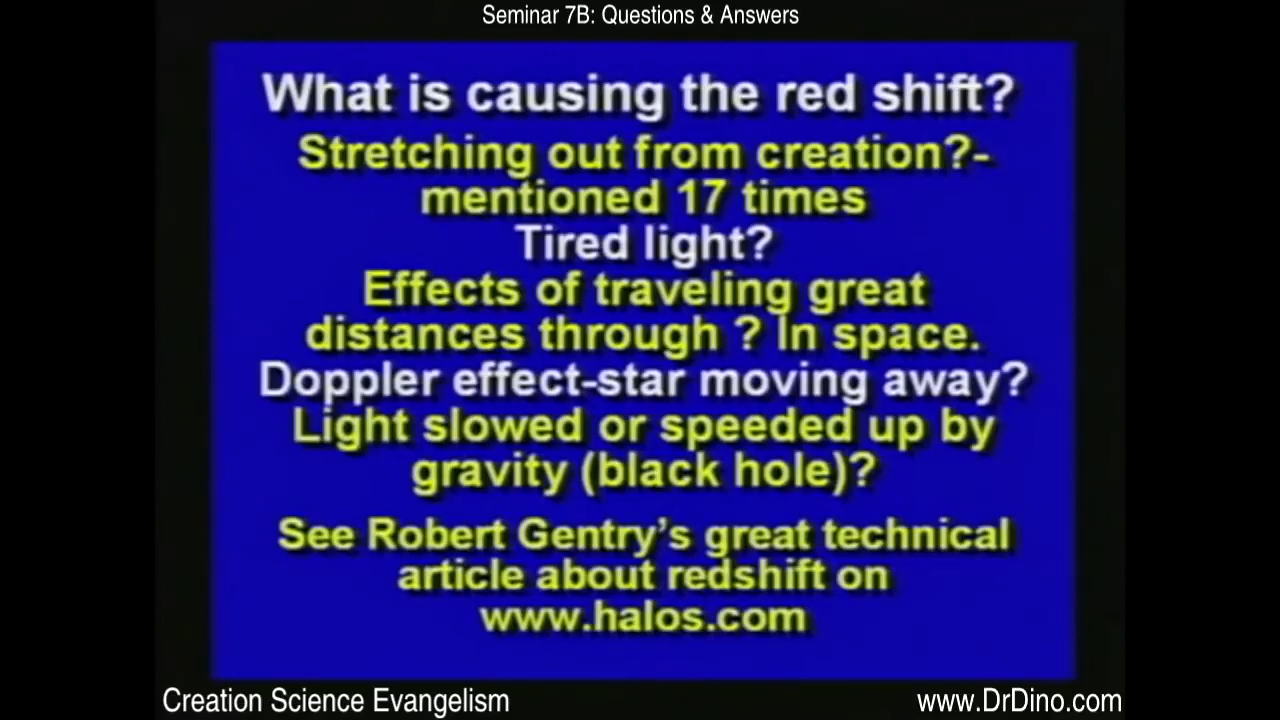 Seminar 7B: Questions & Answers
What is causing the red shift?
Stretching out from creation?-
mentioned 17 times
Tired light?
Effects of traveling great
distances through ? In space.
Doppler effect-star moving away?
Light slowed or speeded up by
gravity (black hole)?
See Robert Gentry's great technical
article about redshift on
www.halos.com
Creation Science Evangelism
www.DrDino.com